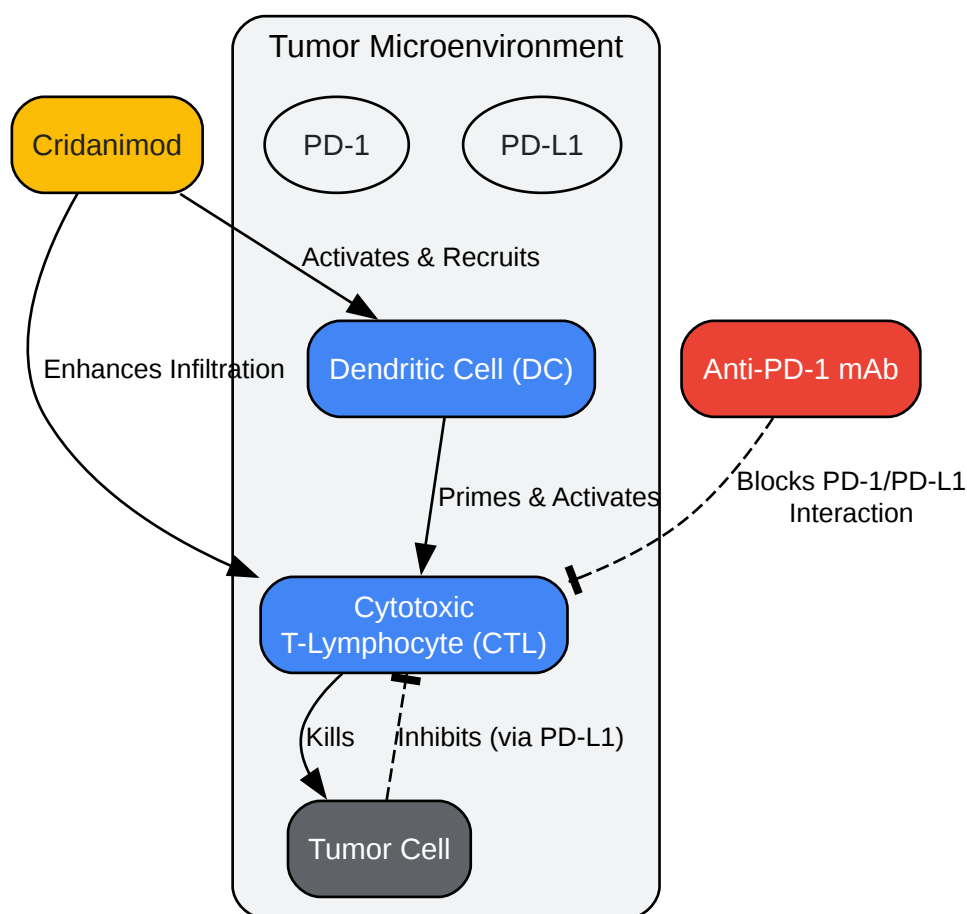 Tumor Microenvironment
Cridanimod
PD-1
PD-L1
Activates & Recruits
Enhances Infiltration
Dendritic Cell (DC)
Anti-PD-1 mAb
Primes & Activates
Blocks PD-1/PD-L1
Interaction
Cytotoxic
T-Lymphocyte (CTL)
Kills
Inhibits (via PD-L1)
Tumor Cell